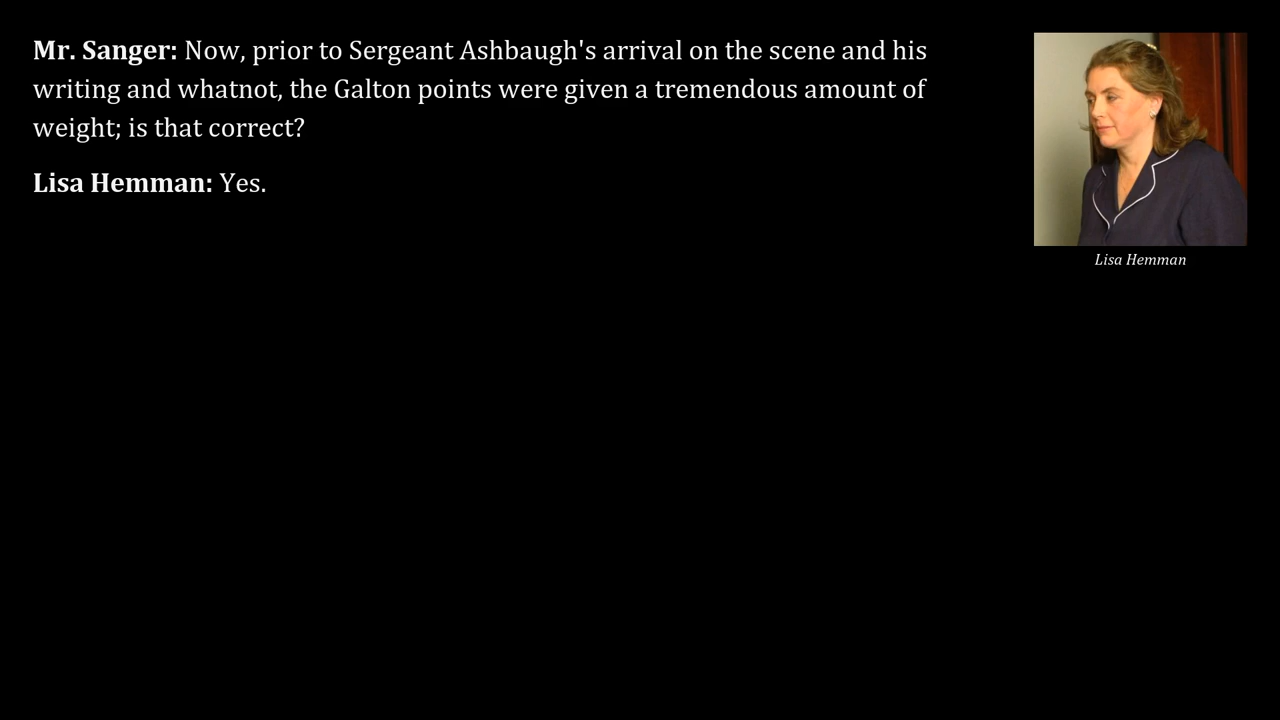 Mr. Sanger: Now, prior to Sergeant Ashbaugh's arrival on the scene and his
writing and whatnot, the Galton points were given a tremendous amount of
weight; is that correct?
Lisa Hemman: Yes.
Lisa Hemman